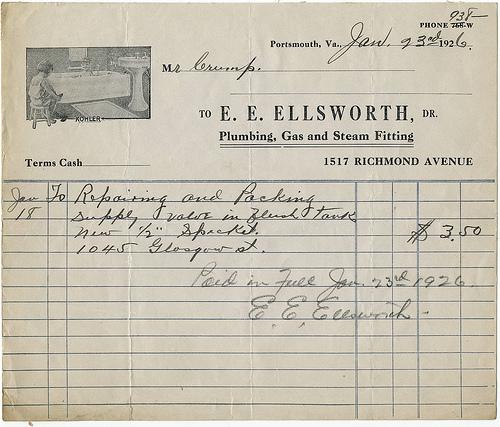 938
PHONE 768-W
Portsmouth, Va., Jan. 23rd 1926.
Mr Crump.
KOHLER
TO E. E. ELLSWORTH, DR.
Plumbing, Gas and Steam Fitting
Terms Cash
1517 RICHMOND AVENUE
Jan To Repairing and Packing
18 supply valve in flush tank
new 1/2" $ 3.50
1045 Glasgow st.
Paid in Full Jan. 23rd 1926
E. E. Ellsworth.